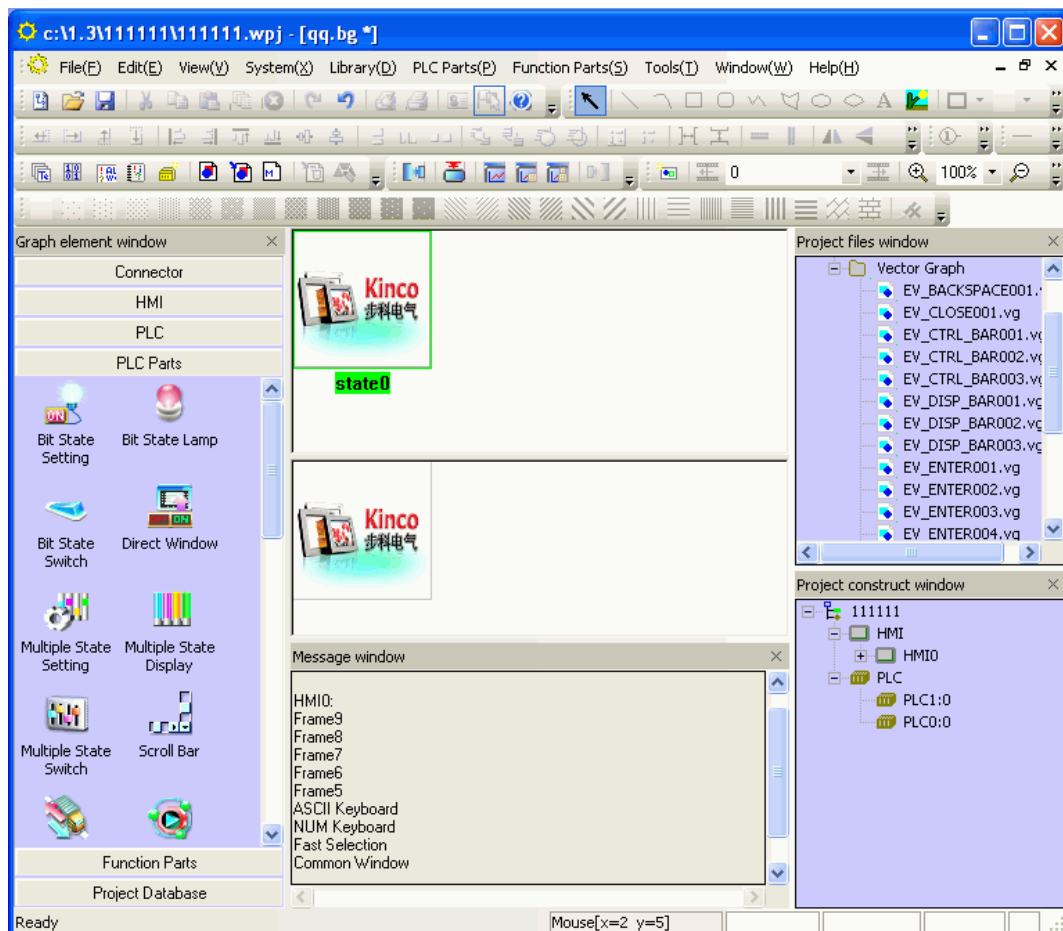 c:\1.3\111111\111111.wpj - [qq.bg *]
File(F) Edit(E) View(V) System(X) Library(D) PLC Parts(P) Function Parts(S) Tools(T) Window(W) Help(H)
0 100%
Graph element window
Connector
HMI
PLC
PLC Parts
Bit State Setting
Bit State Lamp
Bit State Switch
Direct Window
Multiple State Setting
Multiple State Display
Multiple State Switch
Scroll Bar
Function Parts
Project Database
Kinco
步科电气
state0
Kinco
步科电气
Message window
HMI0:
Frame9
Frame8
Frame7
Frame6
Frame5
ASCII Keyboard
NUM Keyboard
Fast Selection
Common Window
Project files window
Vector Graph
EV_BACKSPACE001.
EV_CLOSE001.vg
EV_CTRL_BAR001.vg
EV_CTRL_BAR002.vg
EV_CTRL_BAR003.vg
EV_DISP_BAR001.vg
EV_DISP_BAR002.vg
EV_DISP_BAR003.vg
EV_ENTER001.vg
EV_ENTER002.vg
EV_ENTER003.vg
EV_ENTER004.vg
Project construct window
111111
HMI
HMI0
PLC
PLC1:0
PLC0:0
Ready
Mouse[x=2 y=5]